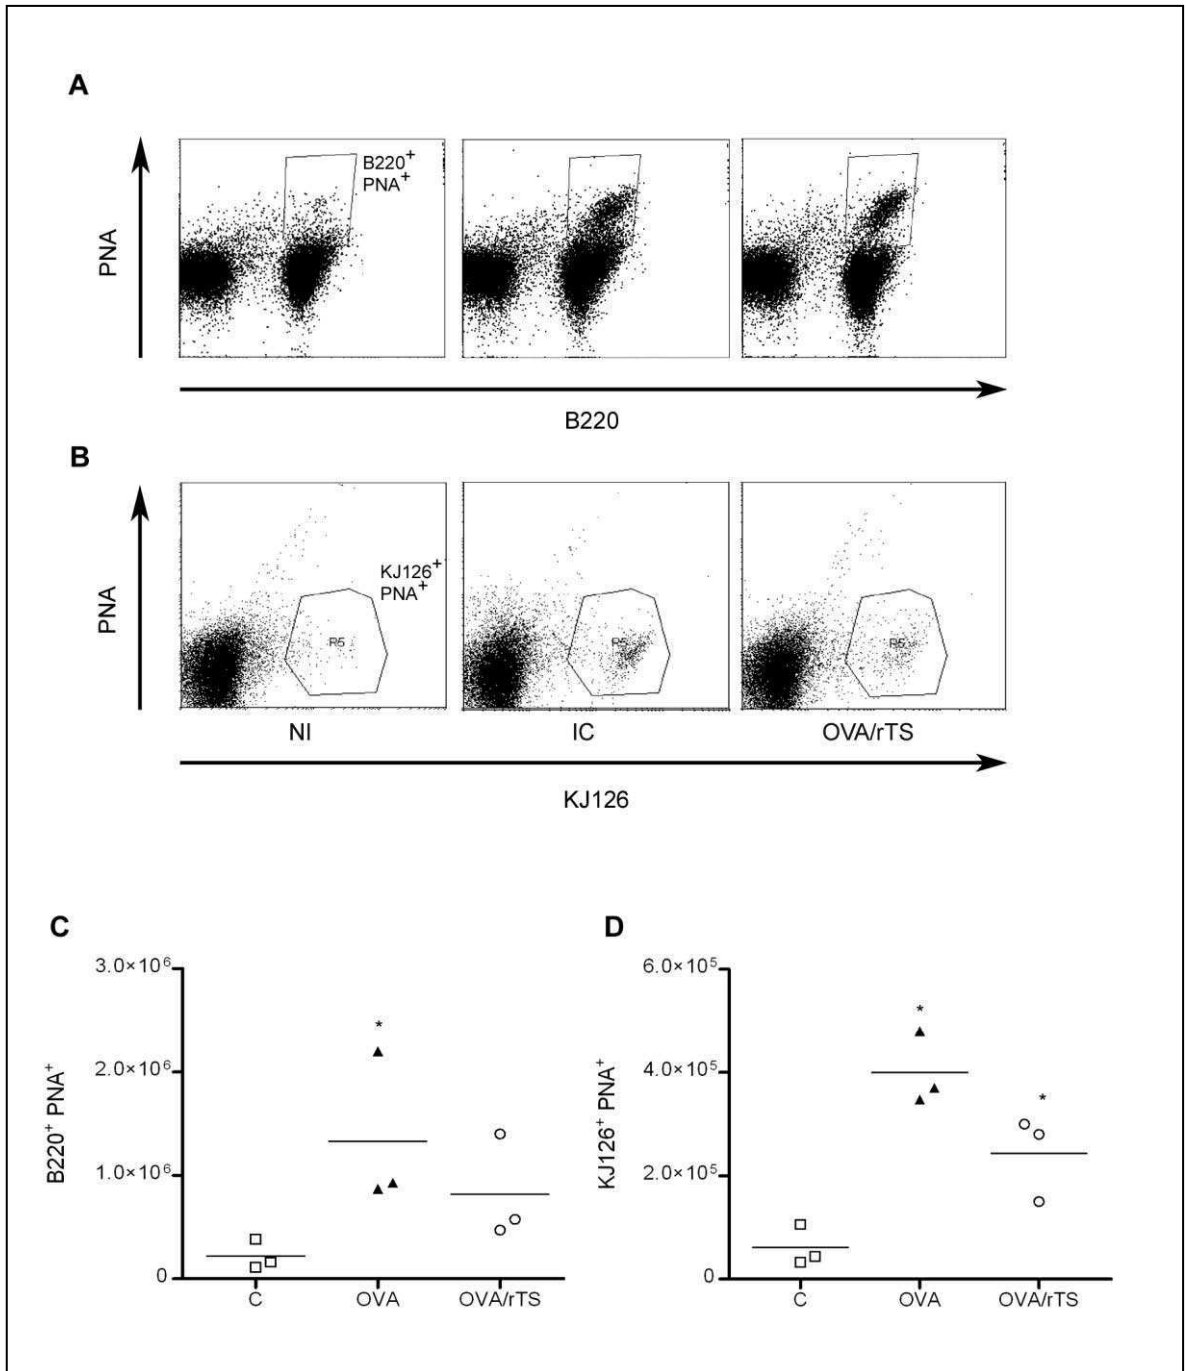 A
PNA
B220⁺
PNA⁺
B220
B
PNA
KJ126⁺
PNA⁺
R5
R5
R5
NI
IC
OVA/rTS
KJ126
C
B220⁺ PNA⁺
3.0×10⁶
2.0×10⁶
1.0×10⁶
0
*
C
OVA
OVA/rTS
D
KJ126⁺ PNA⁺
6.0×10⁵
4.0×10⁵
2.0×10⁵
0
*
*
C
OVA
OVA/rTS